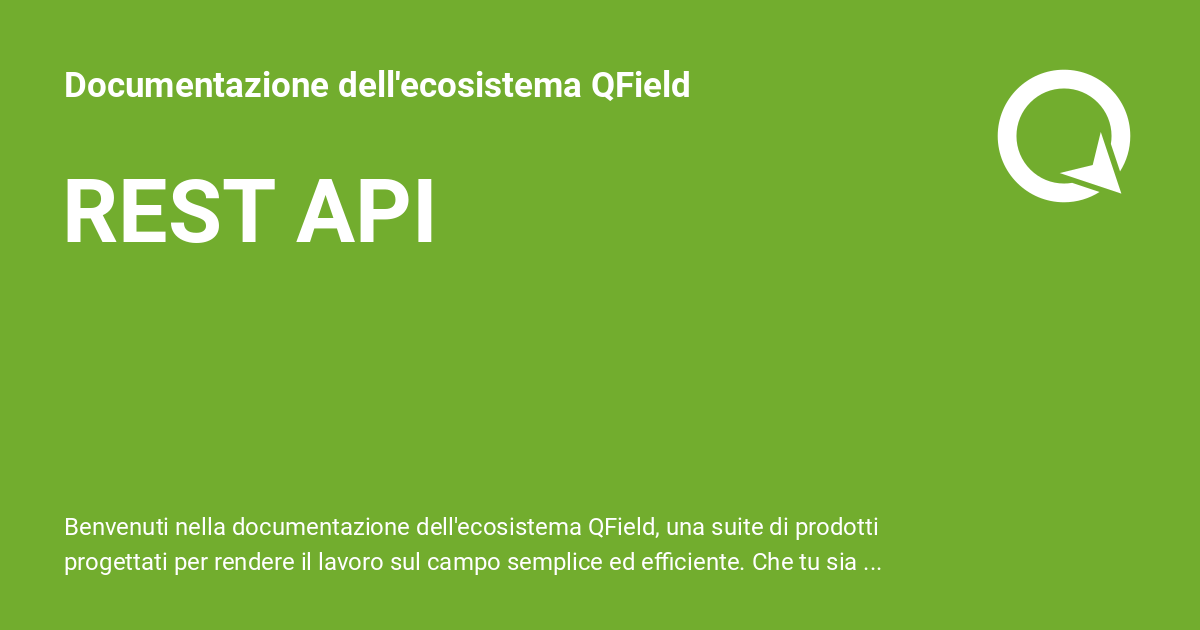 Documentazione dell'ecosistema QField
REST API
Benvenuti nella documentazione dell'ecosistema QField, una suite di prodotti
progettati per rendere il lavoro sul campo semplice ed efficiente. Che tu sia ...